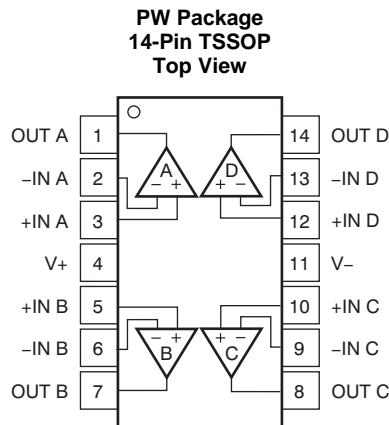 PW Package
14-Pin TSSOP
Top View
OUT A 1 14 OUT D
A D
−IN A 2 − + + − 13 −IN D
+IN A 3 12 +IN D
V+ 4 11 V−
+IN B 5 10 +IN C
− + + −
−IN B 6 9 −IN C
B C
OUT B 7 8 OUT C